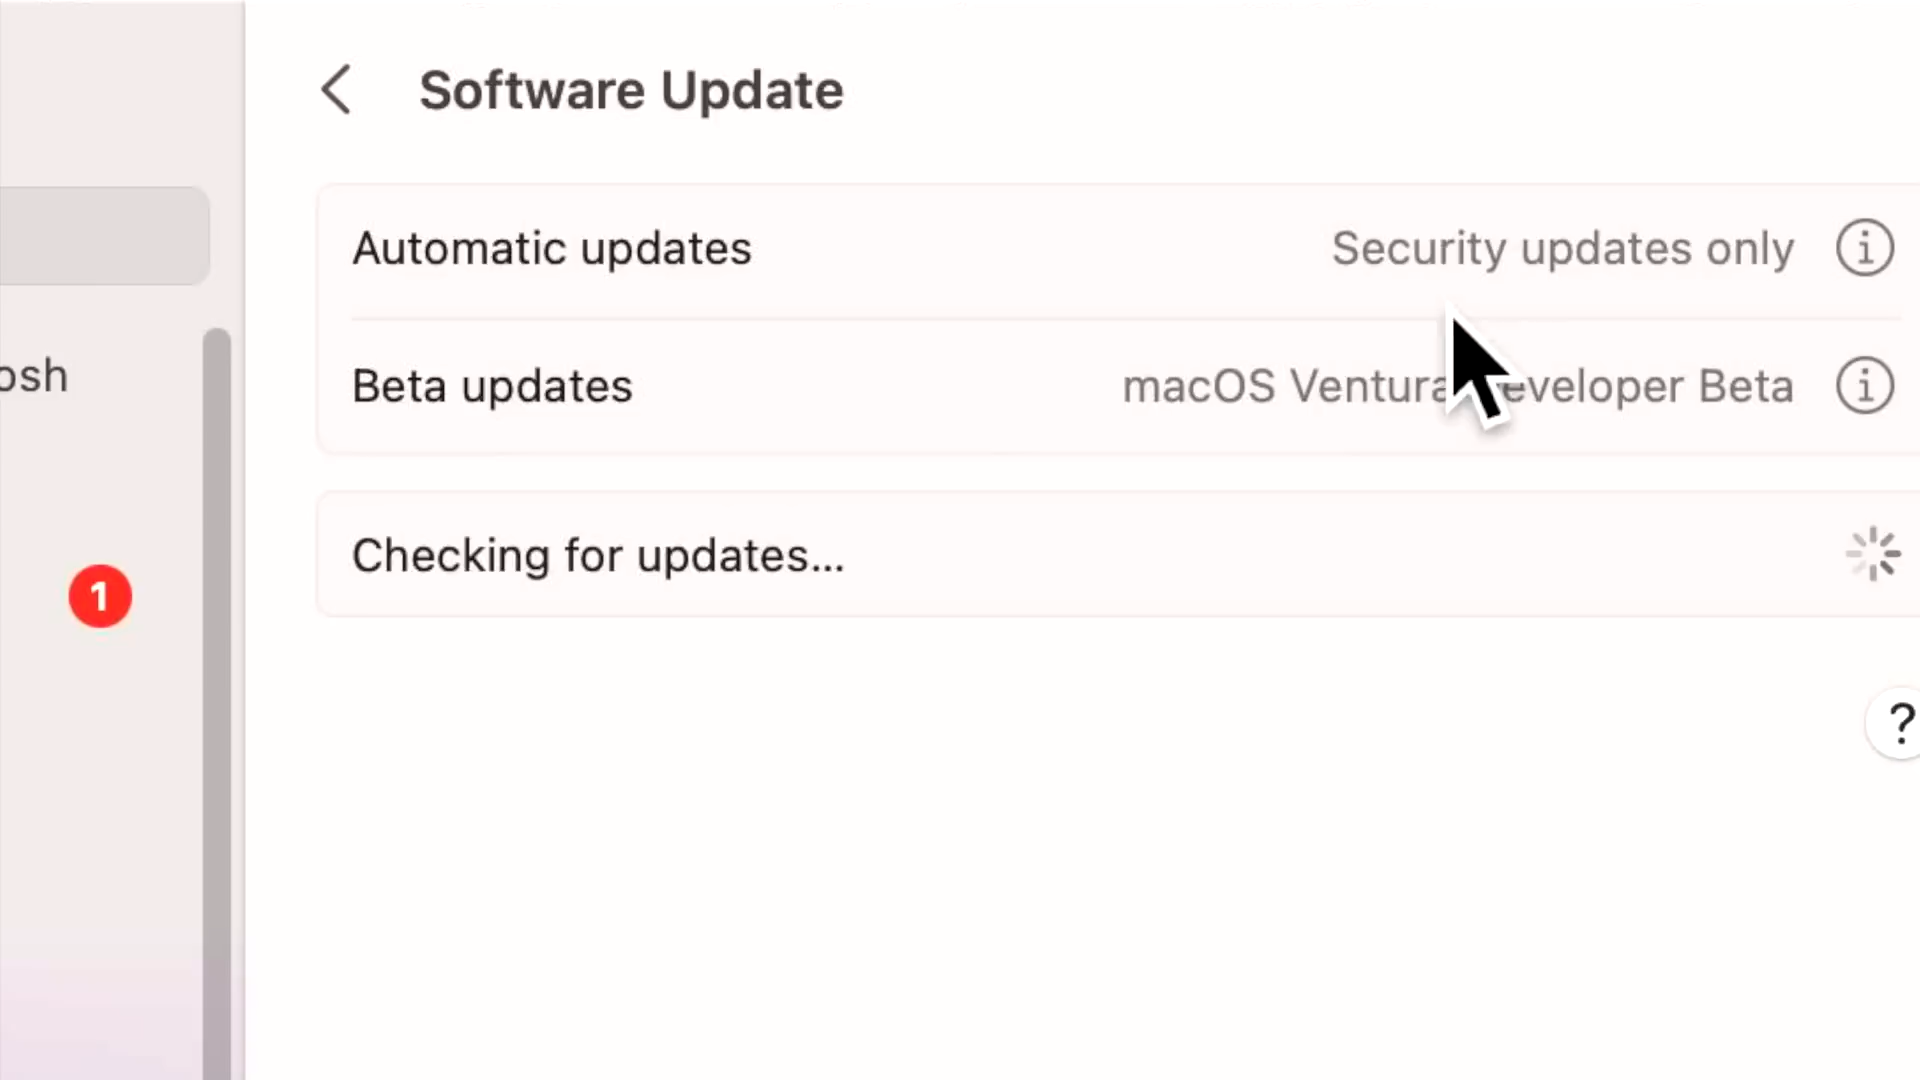 Software Update
Automatic updates Security updates only
Beta updates macOS Ventura eveloper Beta
osh
Checking for updates...
1
?